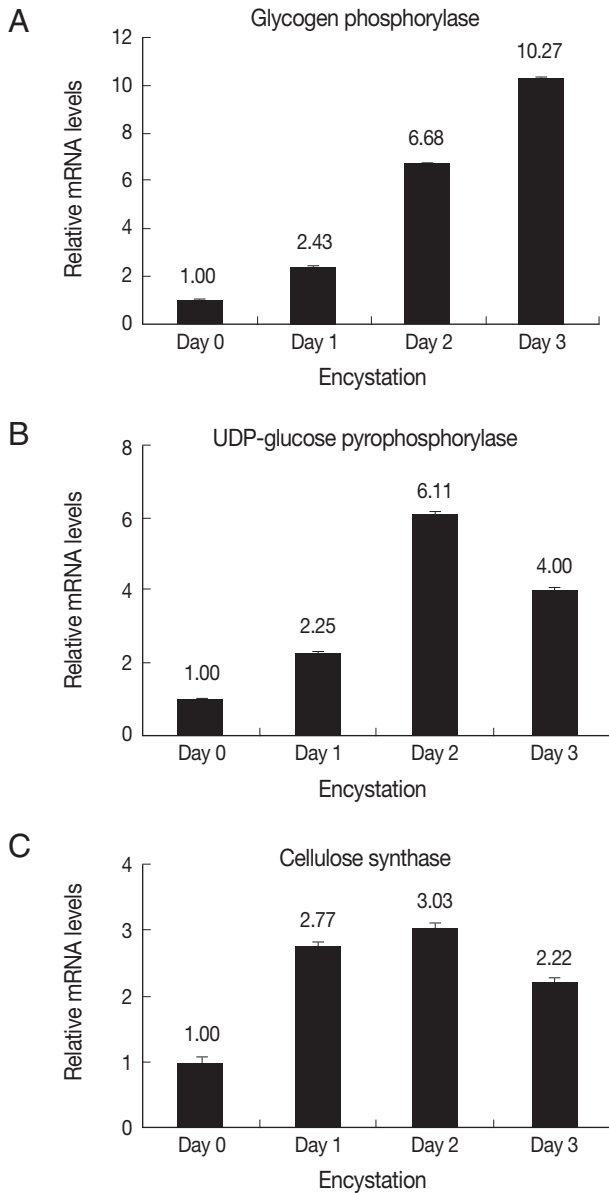 A
Glycogen phosphorylase
Relative mRNA levels
12
10
8
6
4
2
0
1.00
2.43
6.68
10.27
Day 0 Day 1 Day 2 Day 3
Encystation
B
UDP-glucose pyrophosphorylase
Relative mRNA levels
8
6
4
2
0
1.00
2.25
6.11
4.00
Day 0 Day 1 Day 2 Day 3
Encystation
C
Cellulose synthase
Relative mRNA levels
4
3
2
1
0
1.00
2.77
3.03
2.22
Day 0 Day 1 Day 2 Day 3
Encystation